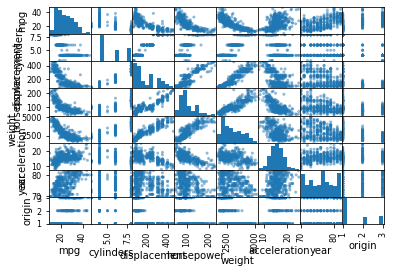 mpg
40
20
cylinders
7.5
5.0
displacement
400
200
horsepower
200
100
weight
5000
2500
acceleration
20
10
year
80
70
origin
3
2
1
20 40
5.0 7.5
200 400
100 200
2500 5000
10 20
70 80
1 2 3
mpg cylinders displacement horsepower weight acceleration year origin